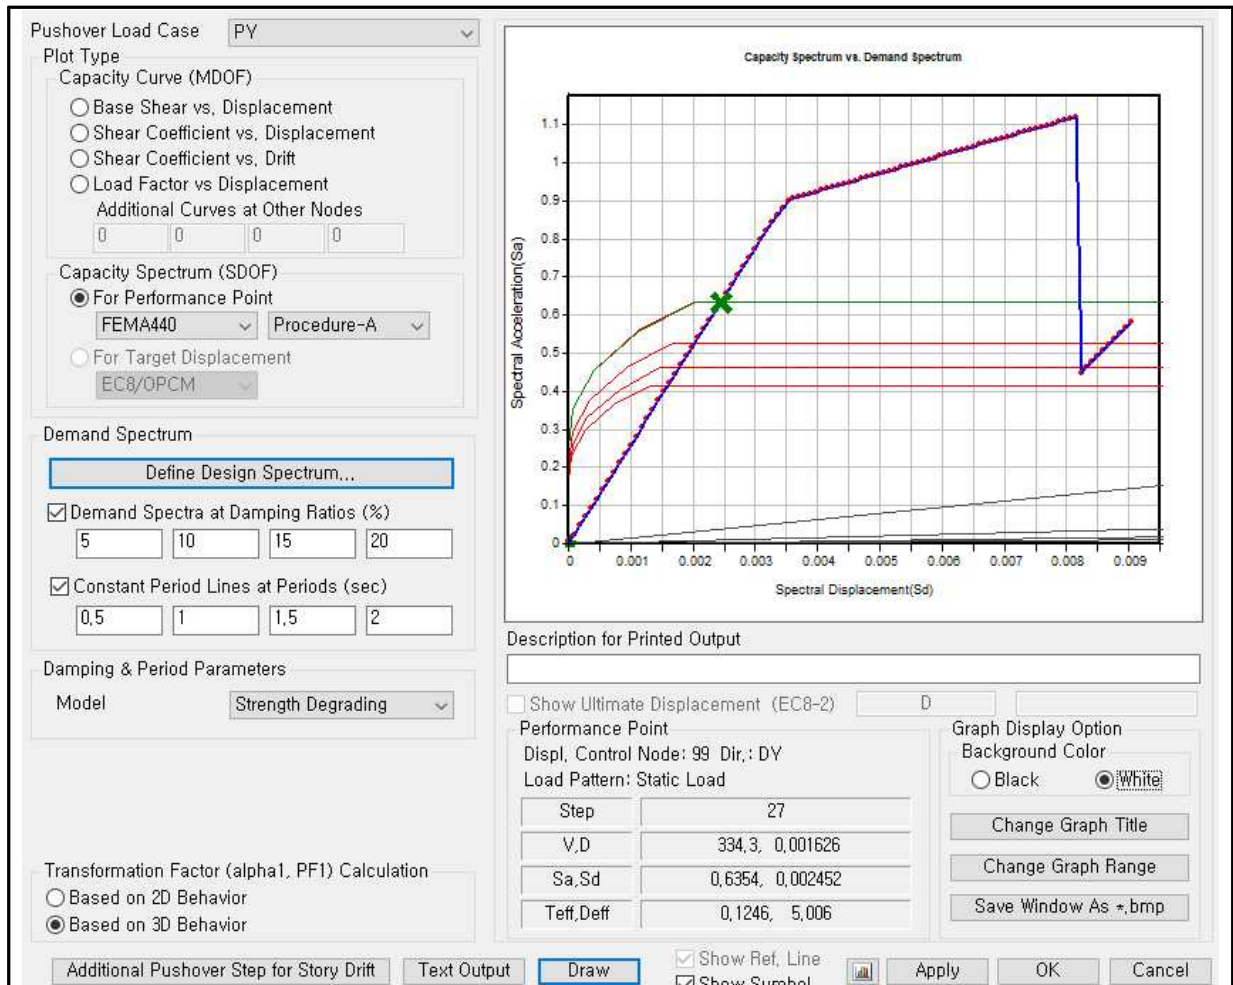 Pushover Load Case PY
Plot Type
Capacity Curve (MDOF)
Base Shear vs, Displacement
Shear Coefficient vs, Displacement
Shear Coefficient vs, Drift
Load Factor vs Displacement
Additional Curves at Other Nodes
0 0 0 0
Capacity Spectrum (SDOF)
For Performance Point
FEMA440 Procedure-A
For Target Displacement
EC8/OPCM
Demand Spectrum
Define Design Spectrum,,,
Demand Spectra at Damping Ratios (%)
5 10 15 20
Constant Period Lines at Periods (sec)
0,5 1 1,5 2
Damping & Period Parameters
Model Strength Degrading
Transformation Factor (alpha1, PF1) Calculation
Based on 2D Behavior
Based on 3D Behavior
Capacity Spectrum vs. Demand Spectrum
Spectral Acceleration(Sa)
1.1
1
0.9
0.8
0.7
0.6
0.5
0.4
0.3
0.2
0.1
0
0 0.001 0.002 0.003 0.004 0.005 0.006 0.007 0.008 0.009
Spectral Displacement(Sd)
Description for Printed Output
Show Ultimate Displacement (EC8-2) D
Performance Point
Displ, Control Node: 99 Dir,: DY
Load Pattern: Static Load
Step 27
V,D 334,3, 0,001626
Sa,Sd 0,6354, 0,002452
Teff,Deff 0,1246, 5,006
Graph Display Option
Background Color
Black White
Change Graph Title
Change Graph Range
Save Window As *,bmp
Additional Pushover Step for Story Drift Text Output Draw
Show Ref, Line
Show Symbol
Apply OK Cancel